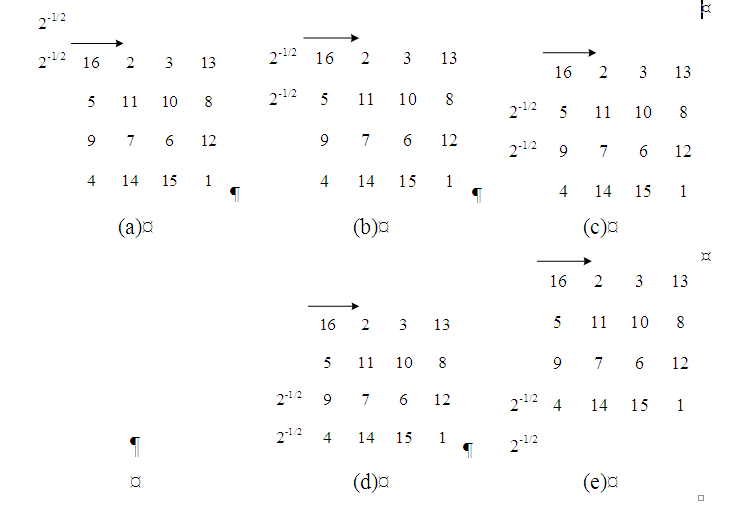 2-1/2
2-1/2 16 2 3 13
5 11 10 8
9 7 6 12
4 14 15 1 ¶
(a)¤
2-1/2 16 2 3 13
2-1/2 5 11 10 8
9 7 6 12
4 14 15 1 ¶
(b)¤
¤
16 2 3 13
2-1/2 5 11 10 8
2-1/2 9 7 6 12
4 14 15 1
(c)¤
¤
¶
¤
16 2 3 13
5 11 10 8
2-1/2 9 7 6 12
2-1/2 4 14 15 1 ¶
(d)¤
16 2 3 13
5 11 10 8
9 7 6 12
2-1/2 4 14 15 1
2-1/2
(e)¤